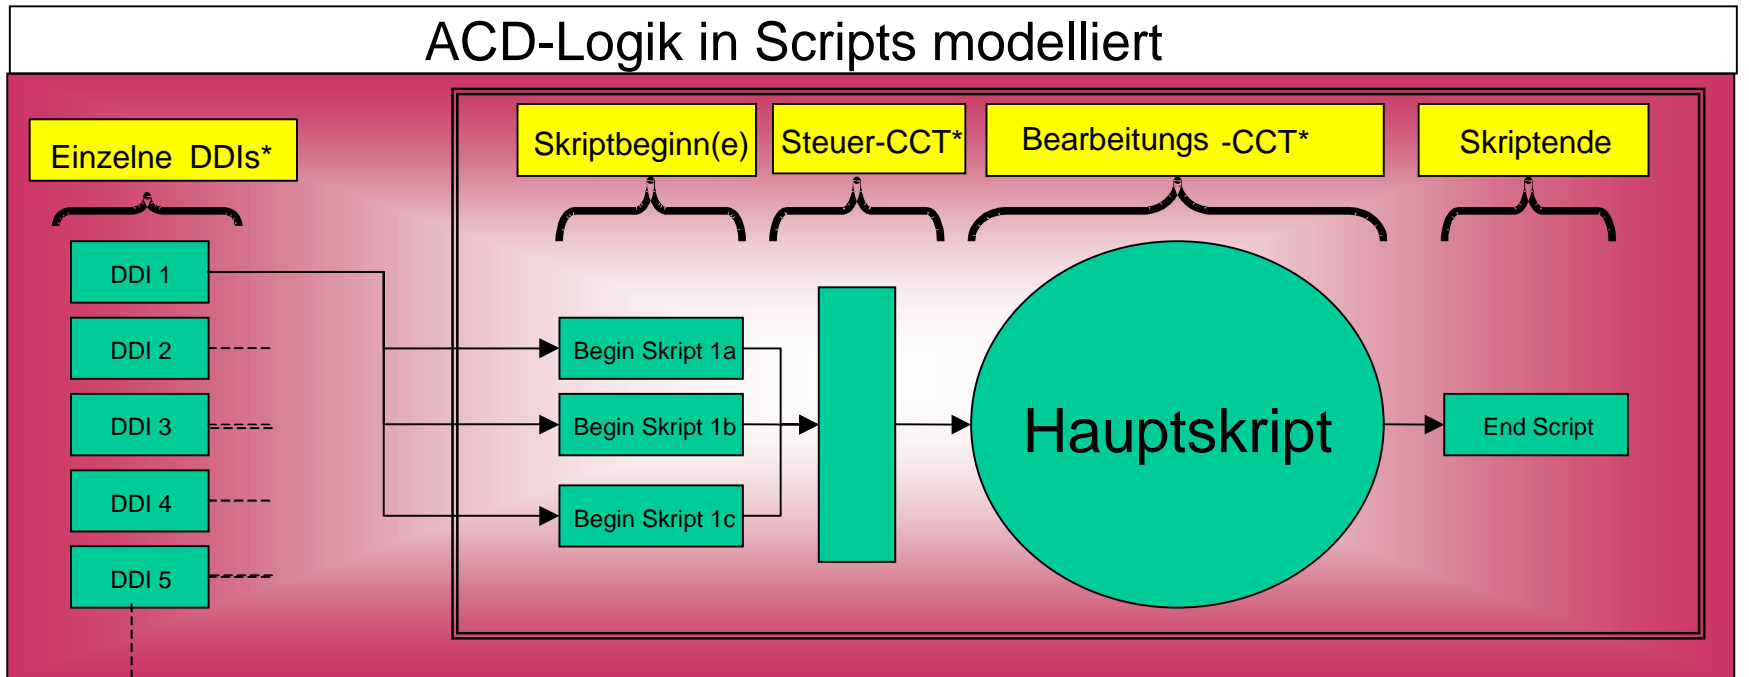 ACD-Logik in Scripts modelliert
Einzelne DDIs*
Skriptbeginn(e)
Steuer-CCT*
Bearbeitungs -CCT*
Skriptende
DDI 1
DDI 2
DDI 3
DDI 4
DDI 5
Begin Skript 1a
Begin Skript 1b
Begin Skript 1c
Hauptskript
End Script